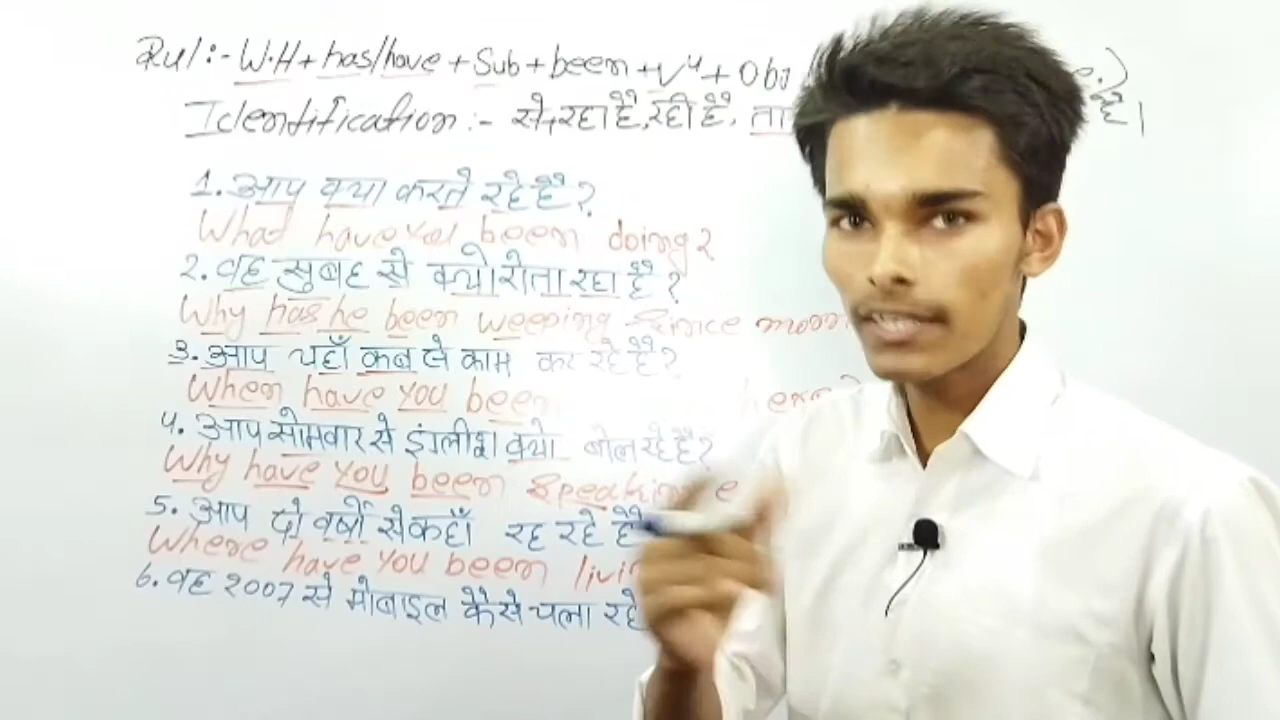 Rul:- W.H + has/have + Sub + been + V⁴ + Obj
Identification:- से, रहा है, रही है, ता है।
1. आप क्या करते रहे है?
What have you been doing?
2. वह सुबह से क्यो रोता रहा है?
Why has he been weeping since morn
3. आप यहाँ कब से काम कर रहे है?
When have you been here?
4. आप सोमवार से इंग्लीश क्यो बोल रहे है?
Why have you been speaking e
5. आप दो वर्षो से कहाँ रह रहे है
Where have you been livin
6. वह 2007 से मोबाइल कैसे चला रहे